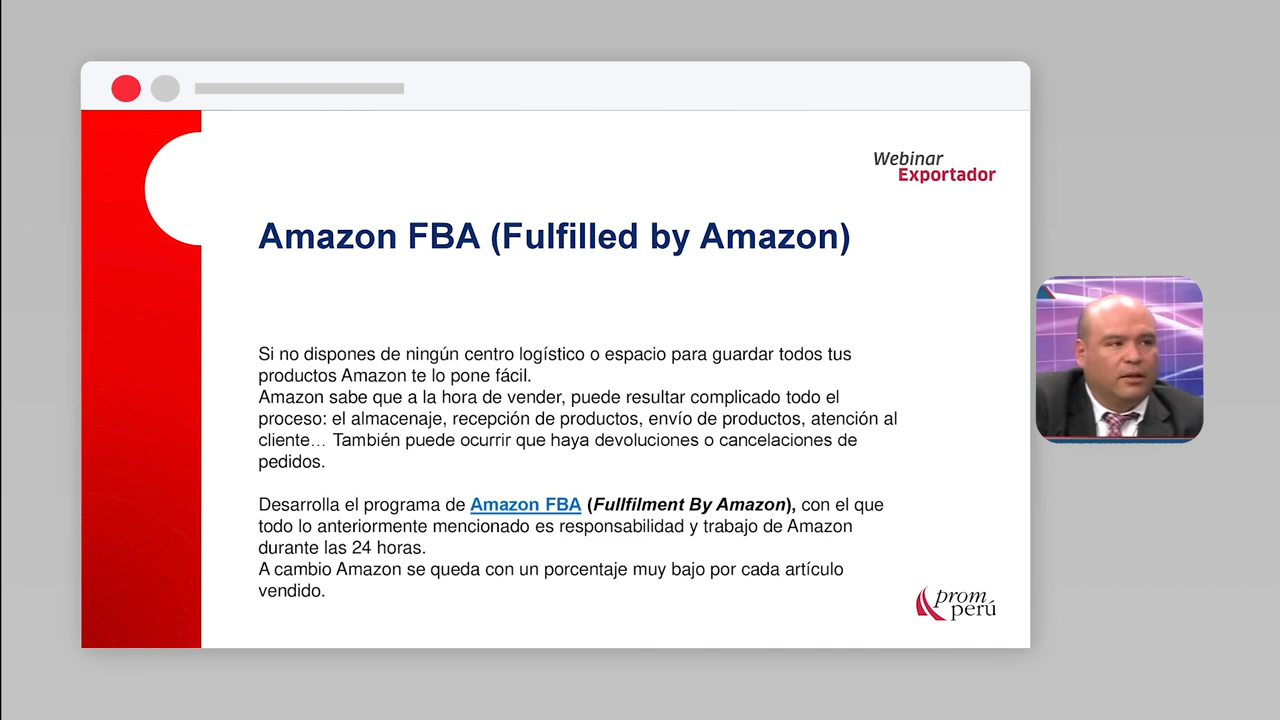 Webinar
Exportador
Amazon FBA (Fulfilled by Amazon)
Si no dispones de ningún centro logístico o espacio para guardar todos tus
productos Amazon te lo pone fácil.
Amazon sabe que a la hora de vender, puede resultar complicado todo el
proceso: el almacenaje, recepción de productos, envío de productos, atención al
cliente… También puede ocurrir que haya devoluciones o cancelaciones de
pedidos.
Desarrolla el programa de Amazon FBA (Fullfilment By Amazon), con el que
todo lo anteriormente mencionado es responsabilidad y trabajo de Amazon
durante las 24 horas.
A cambio Amazon se queda con un porcentaje muy bajo por cada artículo
vendido.
prom
perú